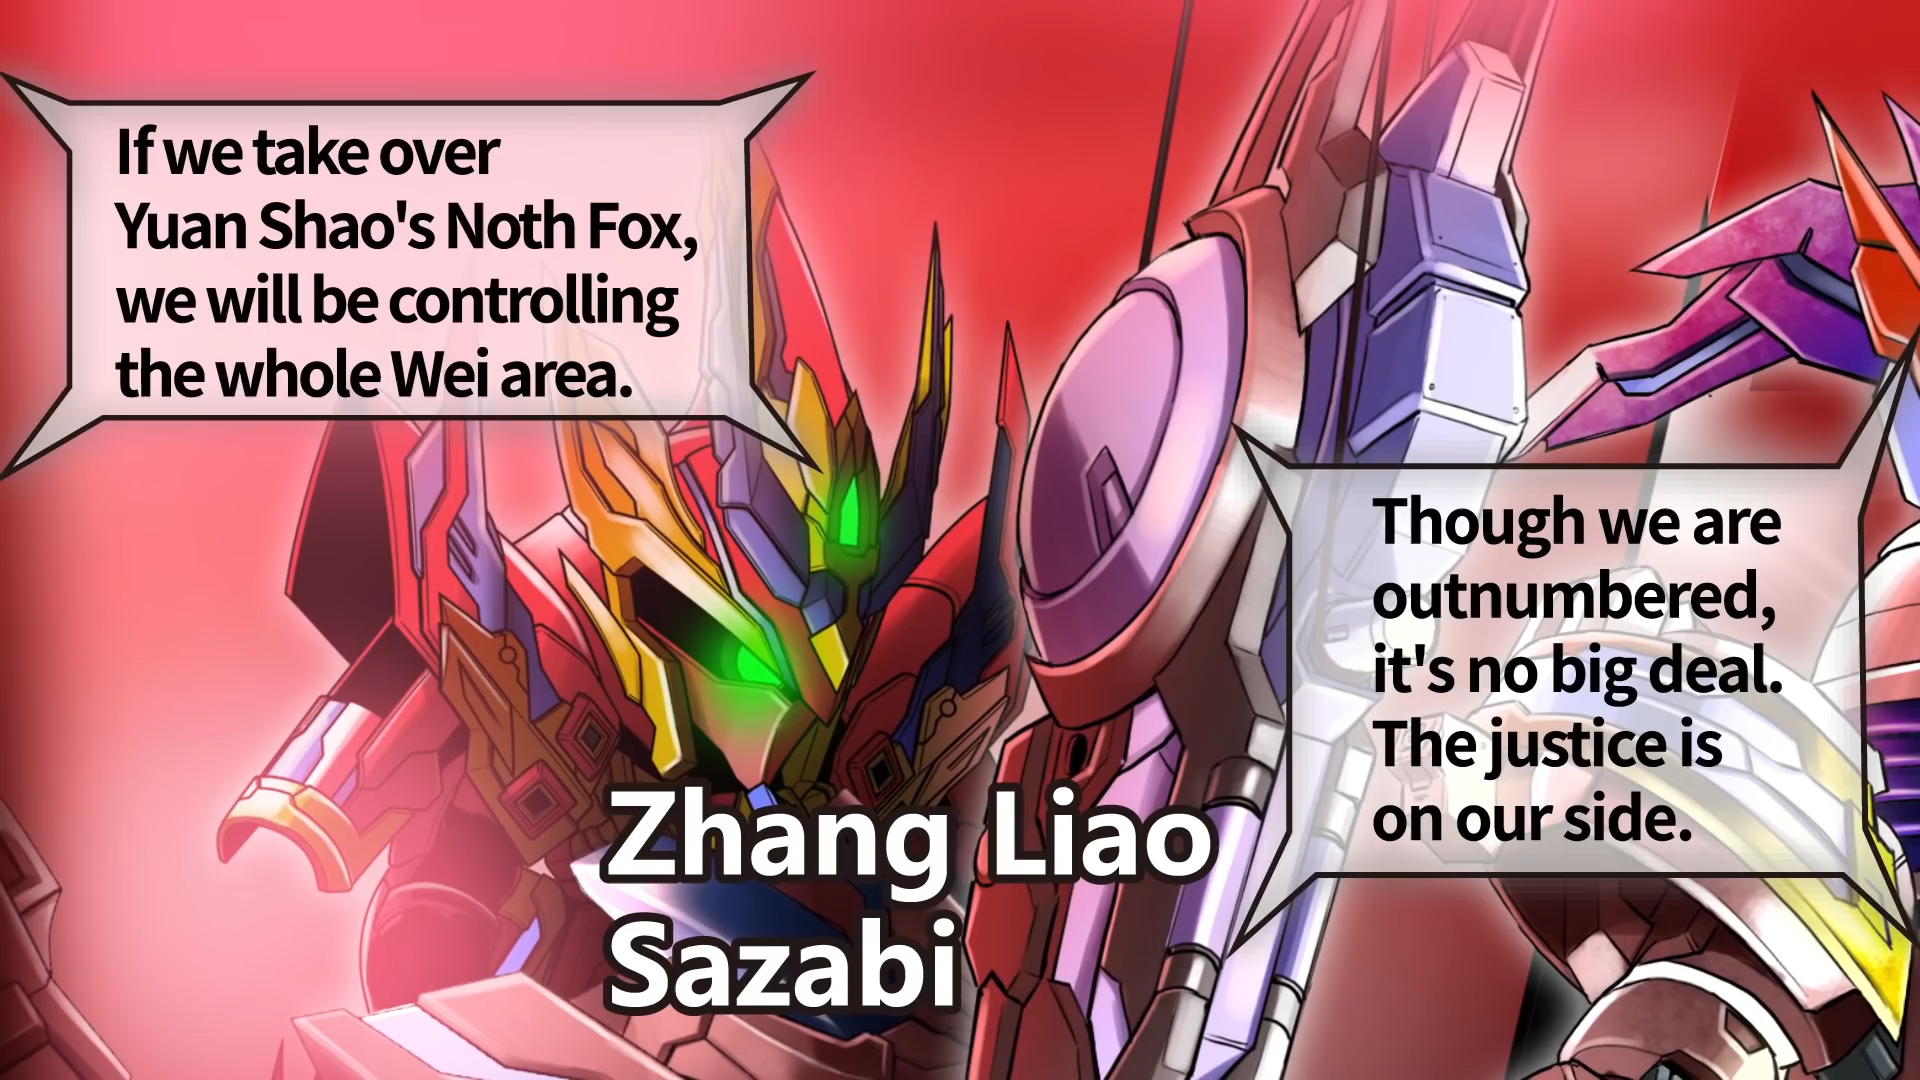 If we take over
Yuan Shao's Noth Fox,
we will be controlling
the whole Wei area.
Though we are
outnumbered,
it's no big deal.
The justice is
on our side.
Zhang Liao
Sazabi